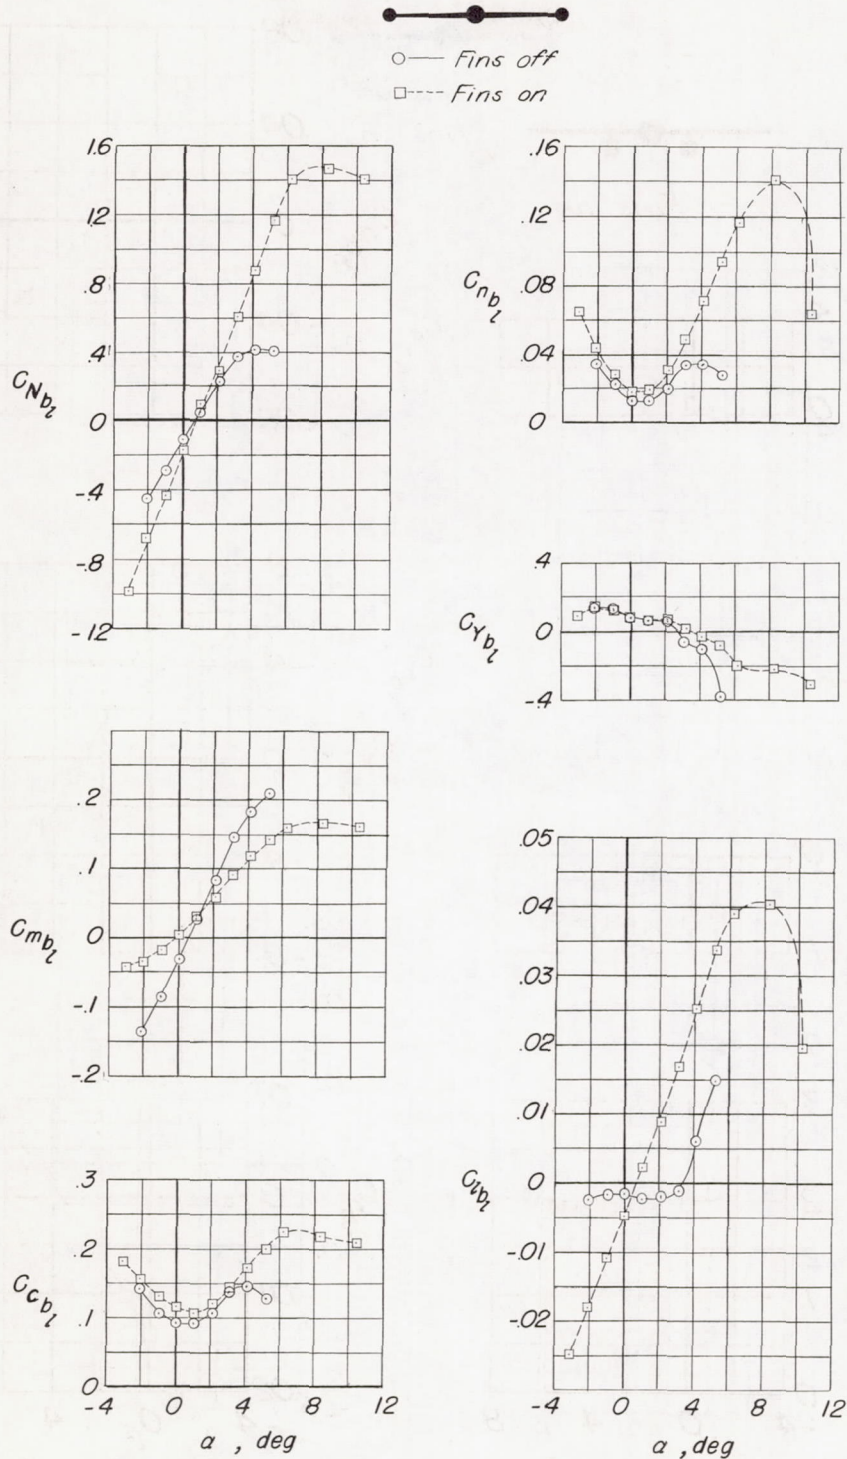 Fins off
Fins on
1.6
1.2
.8
.4
0
-.4
-.8
-1.2
C_{N_{b_l}}
.2
.1
0
-.1
-.2
C_{m_{b_l}}
.3
.2
.1
0
C_{c_{b_l}}
-4 0 4 8 12
α, deg
.16
.12
.08
.04
0
C_{n_{b_l}}
.4
0
-.4
C_{Y_{b_l}}
.05
.04
.03
.02
.01
0
-.01
-.02
C_{l_{b_l}}
-4 0 4 8 12
α, deg